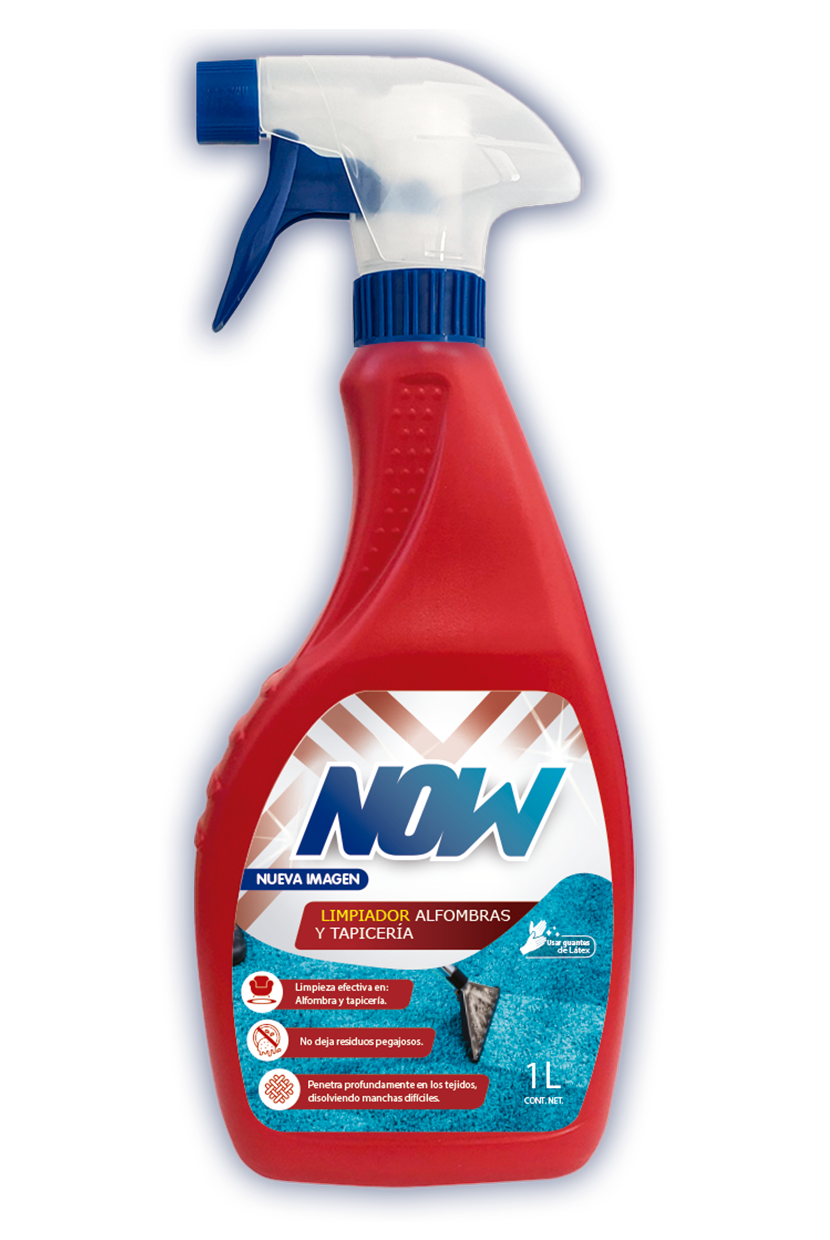 NOW
NUEVA IMAGEN
LIMPIADOR ALFOMBRAS
Y TAPICERÍA
Usar guantes
de Látex
Limpieza efectiva en:
Alfombra y tapicería.
No deja residuos pegajosos.
Penetra profundamente en los tejidos,
disolviendo manchas difíciles.
1 L
CONT. NET.